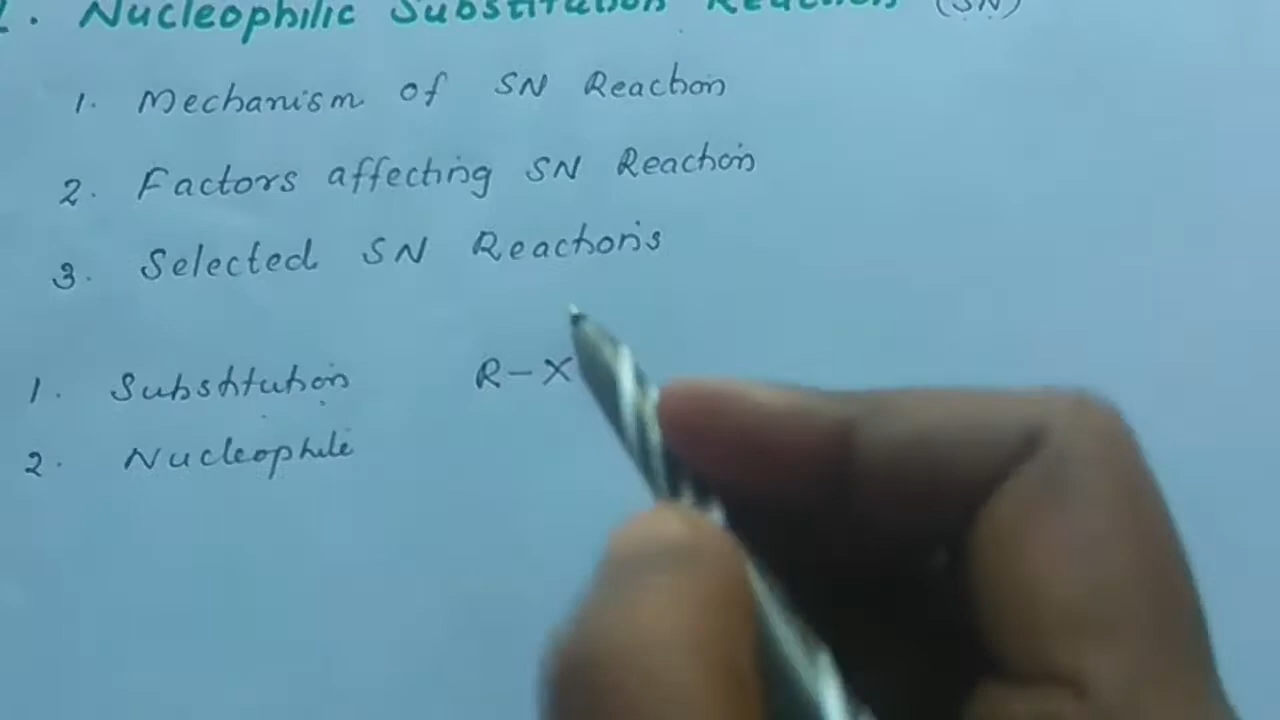 . Nucleophilic Substitution Reaction (SN)
1. Mechanism of SN Reaction
2. Factors affecting SN Reaction
3. Selected SN Reactions
1. Substitution R-X
2. Nucleophile